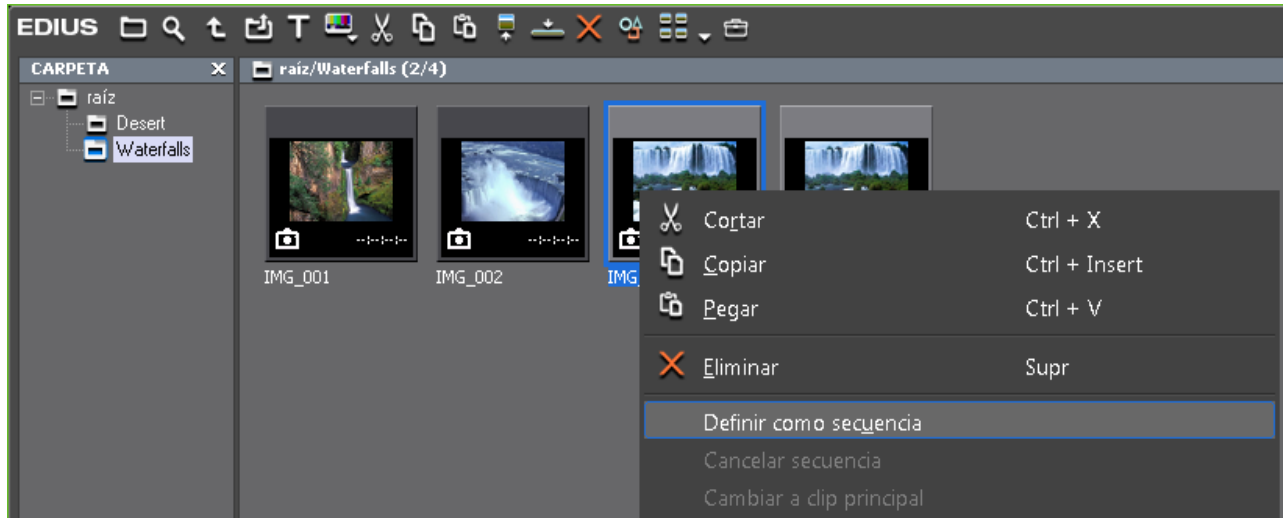 EDIUS T
CARPETA X
raíz/Waterfalls (2/4)
raíz
Desert
Waterfalls
--:--:--:--
--:--:--:--
IMG_001
IMG_002
IMG_
Cortar Ctrl + X
Copiar Ctrl + Insert
Pegar Ctrl + V
Eliminar Supr
Definir como secuencia
Cancelar secuencia
Cambiar a clip principal